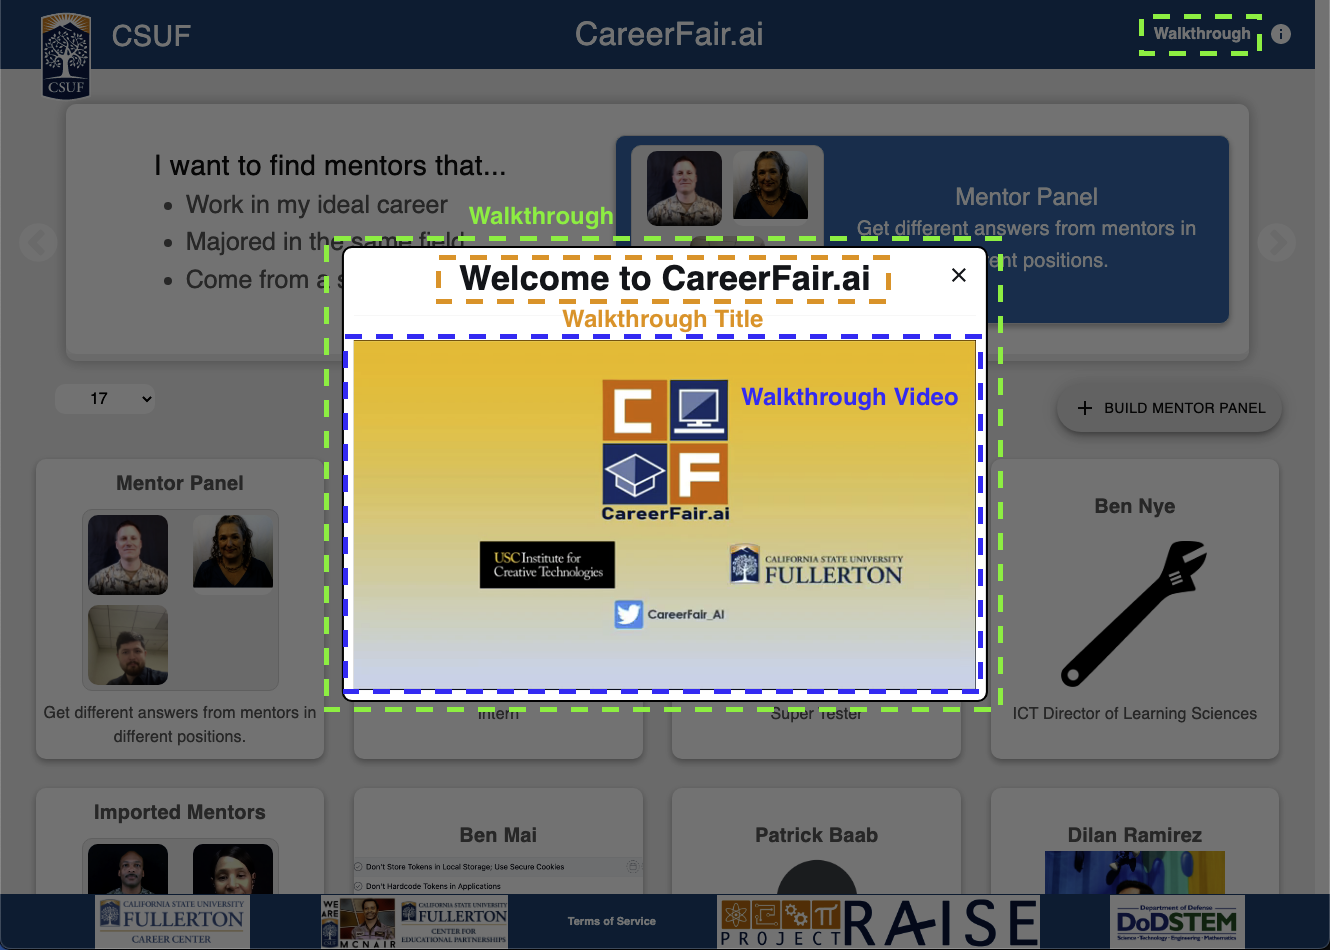 CSUF
CSUF
CareerFair.ai
Walkthrough
i
I want to find mentors that...
Work in my ideal career
Majored in the same field
Come from a s
Mentor Panel
Get different answers from mentors in
ent positions.
Walkthrough
Welcome to CareerFair.ai
Walkthrough Title
Walkthrough Video
C
F
CareerFair.ai
USC Institute for
Creative Technologies
CALIFORNIA STATE UNIVERSITY
FULLERTON
CareerFair_AI
17
BUILD MENTOR PANEL
Mentor Panel
Get different answers from mentors in
different positions.
Intern
Super Tester
Ben Nye
ICT Director of Learning Sciences
Imported Mentors
Ben Mai
Don't Store Tokens in Local Storage; Use Secure Cookies
Don't Hardcode Tokens in Applications
Patrick Baab
Dilan Ramirez
CALIFORNIA STATE UNIVERSITY
FULLERTON
CAREER CENTER
WE
ARE
MCNAIR
CALIFORNIA STATE UNIVERSITY
FULLERTON
CENTER FOR
EDUCATIONAL PARTNERSHIPS
Terms of Service
PROJECT
RAISE
Department of Defense
DoDSTEM
Science • Technology • Engineering • Mathematics